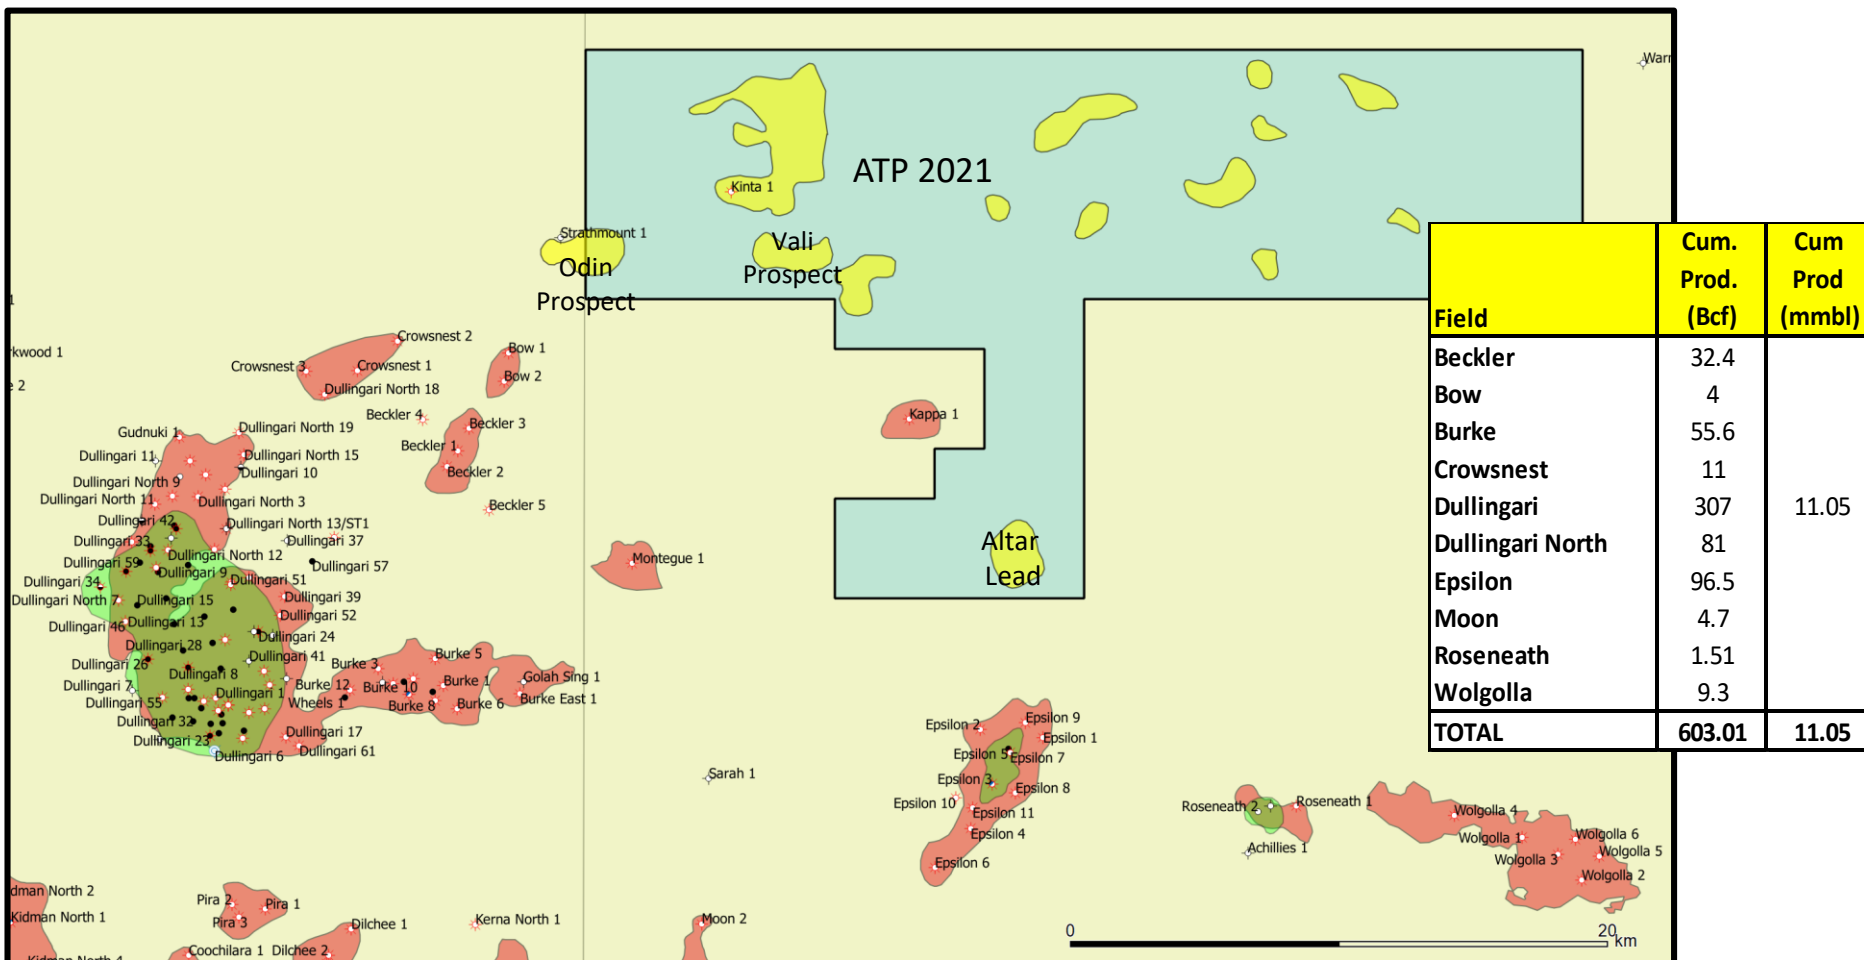 Warr
ATP 2021
Kinta 1
Strathmount 1
Odin
Prospect
Vali
Prospect
1
rkwood 1
e 2
Crowsnest 2
Crowsnest 3
Crowsnest 1
Dullingari North 18
Bow 1
Bow 2
Beckler 4
Beckler 3
Beckler 1
Beckler 2
Beckler 5
Kappa 1
Gudnuki 1
Dullingari North 19
Dullingari 11
Dullingari North 15
Dullingari 10
Dullingari North 9
Dullingari North 11
Dullingari North 3
Dullingari 42
Dullingari North 13/ST1
Dullingari 33
Dullingari 37
Dullingari North 12
Dullingari 59
Dullingari 9
Dullingari 57
Dullingari 34
Dullingari 51
Dullingari North 7
Dullingari 15
Dullingari 39
Dullingari 46
Dullingari 13
Dullingari 52
Dullingari 28
Dullingari 24
Dullingari 26
Dullingari 41
Dullingari 8
Dullingari 7
Dullingari 1
Dullingari 55
Dullingari 32
Dullingari 23
Dullingari 17
Dullingari 6
Dullingari 61
Montegue 1
Altar
Lead
Burke 3
Burke 5
Burke 12
Burke 10
Burke 1
Golah Sing 1
Wheels 1
Burke 8
Burke 6
Burke East 1
Sarah 1
Epsilon 2
Epsilon 9
Epsilon 1
Epsilon 5
Epsilon 7
Epsilon 3
Epsilon 8
Epsilon 10
Epsilon 11
Epsilon 4
Epsilon 6
Roseneath 2
Roseneath 1
Achillies 1
Wolgolla 4
Wolgolla 1
Wolgolla 6
Wolgolla 3
Wolgolla 5
Wolgolla 2
dman North 2
Kidman North 1
Kidman North 4
Pira 2
Pira 1
Pira 3
Coochilara 1
Dilchee 1
Dilchee 2
Kerna North 1
Moon 2
0 20
km
Field Cum. Prod. (Bcf) Cum Prod (mmbl)
Beckler 32.4
Bow 4
Burke 55.6
Crowsnest 11
Dullingari 307 11.05
Dullingari North 81
Epsilon 96.5
Moon 4.7
Roseneath 1.51
Wolgolla 9.3
TOTAL 603.01 11.05